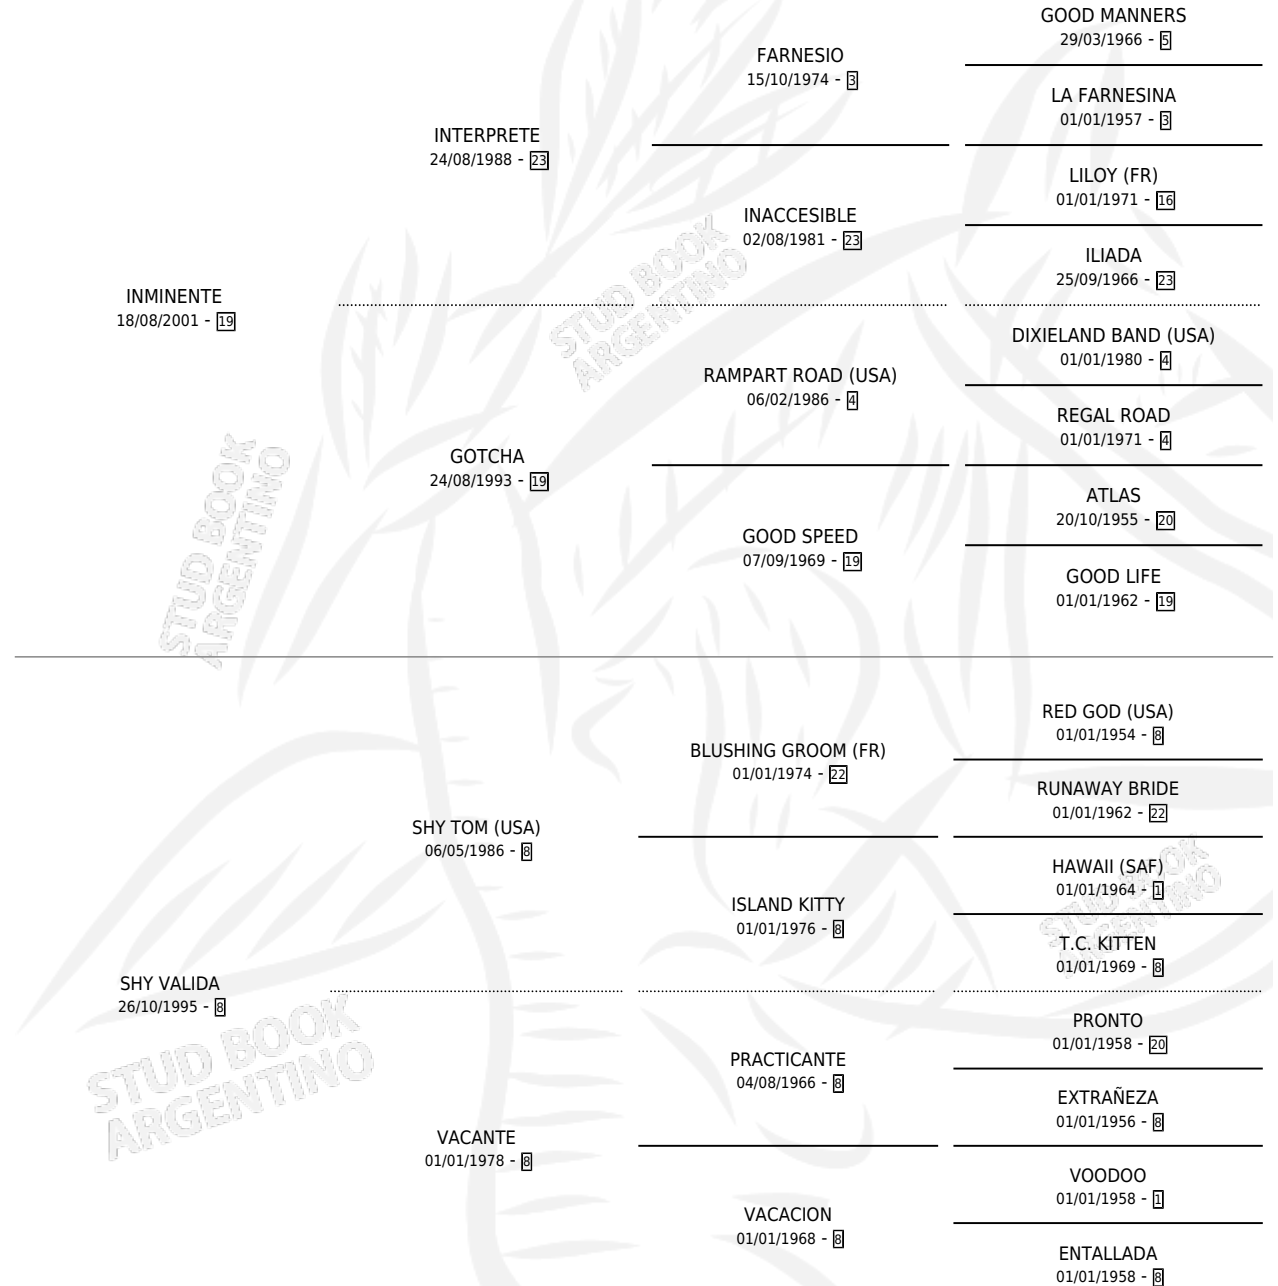 GOOD MANNERS
29/03/1966 - 5
FARNESIO
15/10/1974 - 3
LA FARNESINA
01/01/1957 - 3
INTERPRETE
24/08/1988 - 23
LILOY (FR)
01/01/1971 - 16
INACCESIBLE
02/08/1981 - 23
ILIADA
25/09/1966 - 23
INMINENTE
18/08/2001 - 19
DIXIELAND BAND (USA)
01/01/1980 - 4
RAMPART ROAD (USA)
06/02/1986 - 4
REGAL ROAD
01/01/1971 - 4
GOTCHA
24/08/1993 - 19
ATLAS
20/10/1955 - 20
GOOD SPEED
07/09/1969 - 19
GOOD LIFE
01/01/1962 - 19
RED GOD (USA)
01/01/1954 - 8
BLUSHING GROOM (FR)
01/01/1974 - 22
RUNAWAY BRIDE
01/01/1962 - 22
SHY TOM (USA)
06/05/1986 - 8
HAWAII (SAF)
01/01/1964 - 1
ISLAND KITTY
01/01/1976 - 8
T.C. KITTEN
01/01/1969 - 8
SHY VALIDA
26/10/1995 - 8
PRONTO
01/01/1958 - 20
PRACTICANTE
04/08/1966 - 8
EXTRAÑEZA
01/01/1956 - 8
VACANTE
01/01/1978 - 8
VOODOO
01/01/1958 - 1
VACACION
01/01/1968 - 8
ENTALLADA
01/01/1958 - 8
STUD BOOK
ARGENTINO
STUD BOOK
ARGENTINO
STUD BOOK
ARGENTINO
STUD BOOK
ARGENTINO